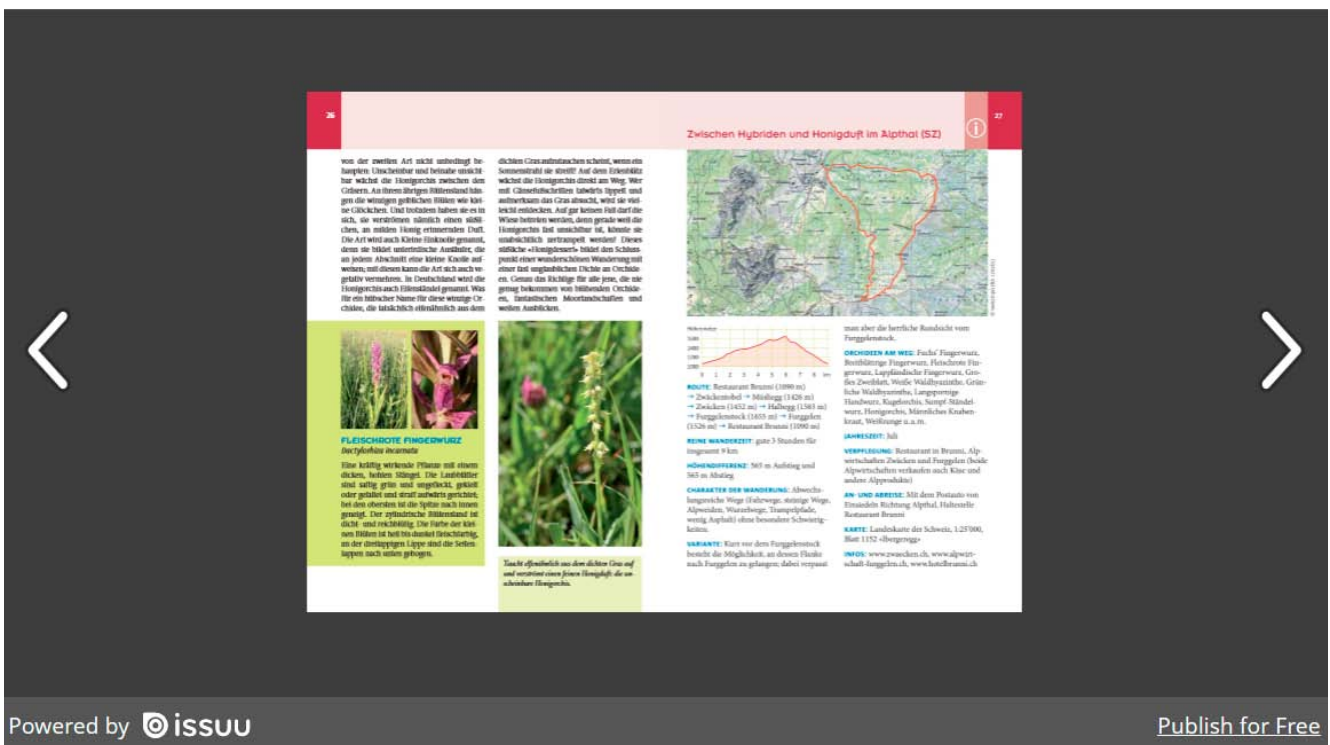 26
von der zweiten Art nicht unbedingt be-
haupten. Unscheinbar und beinahe unsicht-
bar wächst die Honigorchis zwischen den
Gräsern. An ihrem ährigen Blütenstand hän-
gen die winzigen gelblichen Blüten wie klei-
ne Glöckchen. Und trotzdem haben sie es in
sich, sie verströmen nämlich einen süßli-
chen, an milden Honig erinnernden Duft.
Die Art wird auch Kleine Einknolle genannt,
denn sie bildet unterirdische Ausläufer, die
an jedem Abschnitt eine kleine Knolle auf-
weisen; mit diesen kann die Art sich auch ve-
getativ vermehren. In Deutschland wird die
Honigorchis auch Elfenständel genannt. Was
für ein hübscher Name für diese winzige Or-
chidee, die tatsächlich elfenähnlich aus dem
dichten Gras aufzutauchen scheint, wenn ein
Sonnenstrahl sie streift! Auf dem Erlenblätz
wächst die Honigorchis direkt am Weg. Wer
mit Gänsefußschritten talwärts tippelt und
aufmerksam das Gras absucht, wird sie viel-
leicht entdecken. Auf gar keinen Fall darf die
Wiese betreten werden, denn gerade weil die
Honigorchis fast unsichtbar ist, könnte sie
unabsichtlich zertrampelt werden! Dieses
süßliche «Honigdessert» bildet den Schluss-
punkt einer wunderschönen Wanderung mit
einer fast unglaublichen Dichte an Orchide-
en. Genau das Richtige für alle jene, die nie
genug bekommen von blühenden Orchide-
en, fantastischen Moorlandschaften und
weiten Ausblicken.
FLEISCHROTE FINGERWURZ
Dactylorhiza incarnata
Eine kräftig wirkende Pflanze mit einem
dicken, hohlen Stängel. Die Laubblätter
sind saftig grün und ungefleckt, gekielt
oder gefaltet und straff aufwärts gerichtet;
bei den obersten ist die Spitze nach innen
geneigt. Der zylindrische Blütenstand ist
dicht- und reichblütig. Die Farbe der klei-
nen Blüten ist hell bis dunkel fleischfarbig,
an der dreilappigen Lippe sind die Seiten-
lappen nach unten gebogen.
Taucht elfenähnlich aus dem dichten Gras auf
und verströmt einen feinen Honigduft: die un-
scheinbare Honigorchis.
27
Zwischen Hybriden und Honigduft im Alpthal (SZ)
0 1 2 3 4 5 6 7 8 km
ROUTE: Restaurant Brunni (1090 m)
→ Zwäckentobel → Müsliegg (1426 m)
→ Zwäcken (1452 m) → Halbegg (1563 m)
→ Furggelenstock (1655 m) → Furggelen
(1526 m) → Restaurant Brunni (1090 m)
REINE WANDERZEIT: gute 3 Stunden für
insgesamt 9 km
HÖHENDIFFERENZ: 565 m Aufstieg und
565 m Abstieg
CHARAKTER DER WANDERUNG: Abwechs-
lungsreiche Wege (Fahrwege, steinige Wege,
Alpweiden, Wurzelwege, Trampelpfade,
wenig Asphalt) ohne besondere Schwierig-
keiten.
VARIANTE: Kurz vor dem Furggelenstock
besteht die Möglichkeit, an dessen Flanke
nach Furggelen zu gelangen; dabei verpasst
man aber die herrliche Rundsicht vom
Furggelenstock.
ORCHIDEEN AM WEG: Fuchs' Fingerwurz,
Breitblättrige Fingerwurz, Fleischrote Fin-
gerwurz, Lappländische Fingerwurz, Gro-
ßes Zweiblatt, Weiße Waldhyazinthe, Grün-
liche Waldhyazinthe, Langspornige
Handwurz, Kugelorchis, Sumpf-Ständel-
wurz, Honigorchis, Männliches Knaben-
kraut, Weißzunge u. a. m.
JAHRESZEIT: Juli
VERPFLEGUNG: Restaurant in Brunni, Alp-
wirtschaften Zwäcken und Furggelen (beide
Alpwirtschaften verkaufen auch Käse und
andere Alpprodukte)
AN- UND ABREISE: Mit dem Postauto von
Einsiedeln Richtung Alpthal, Haltestelle
Restaurant Brunni
KARTE: Landeskarte der Schweiz, 1:25'000,
Blatt 1152 «Ibergeregg»
INFOS: www.zwaecken.ch, www.alpwirt-
schaft-furggelen.ch, www.hotelbrunni.ch
Powered by issuu
Publish for Free